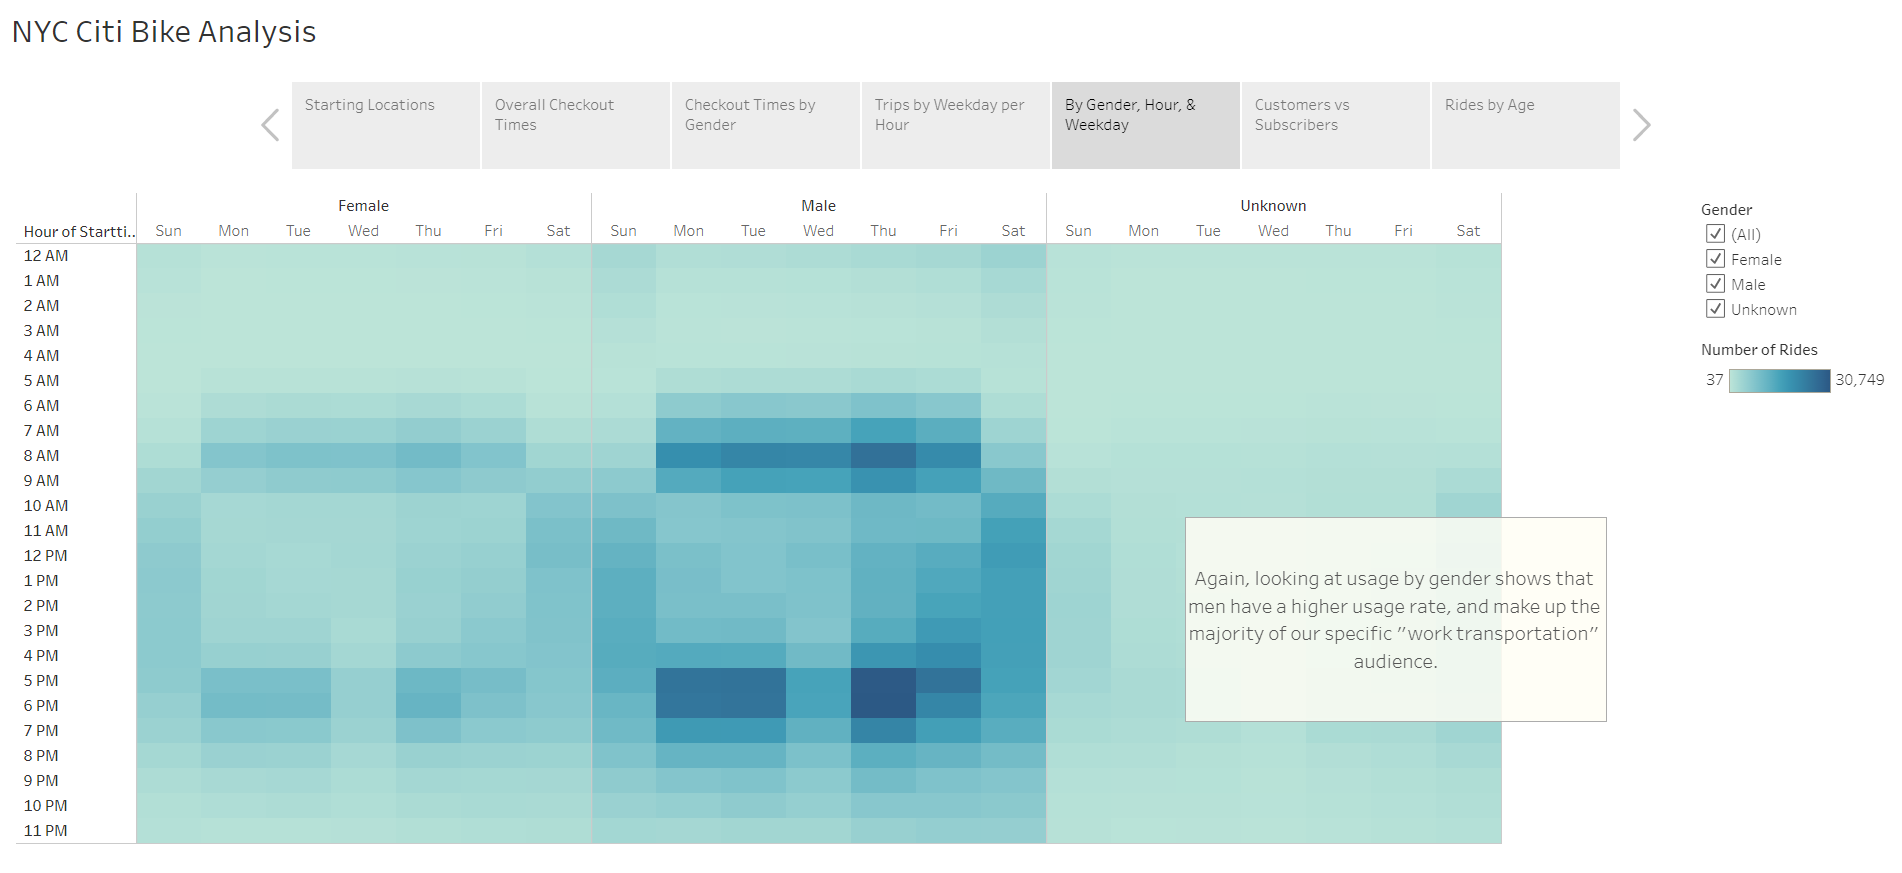 NYC Citi Bike Analysis
Starting Locations
Overall Checkout
Times
Checkout Times by
Gender
Trips by Weekday per
Hour
By Gender, Hour, &
Weekday
Customers vs
Subscribers
Rides by Age
Female Male Unknown
Hour of Startti.. Sun Mon Tue Wed Thu Fri Sat Sun Mon Tue Wed Thu Fri Sat Sun Mon Tue Wed Thu Fri Sat
12 AM
1 AM
2 AM
3 AM
4 AM
5 AM
6 AM
7 AM
8 AM
9 AM
10 AM
11 AM
12 PM
1 PM
2 PM
3 PM
4 PM
5 PM
6 PM
7 PM
8 PM
9 PM
10 PM
11 PM
Again, looking at usage by gender shows that
men have a higher usage rate, and make up the
majority of our specific "work transportation"
audience.
Gender
(All)
Female
Male
Unknown
Number of Rides
37 30,749